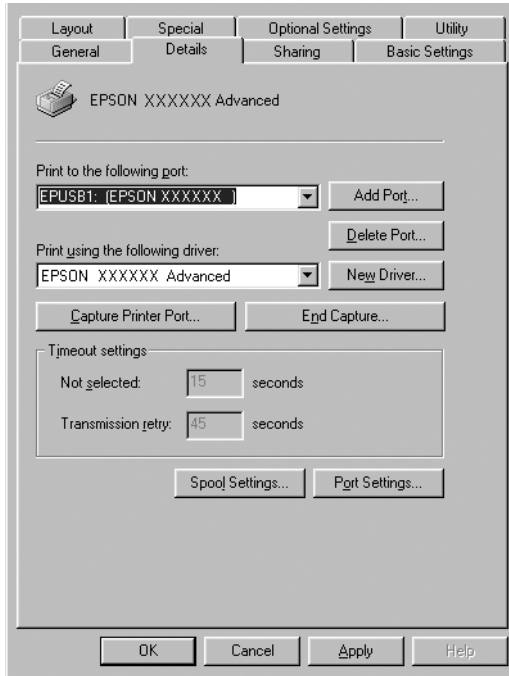 Layout Special Optional Settings Utility
General Details Sharing Basic Settings
EPSON XXXXXX Advanced
Print to the following port:
EPUSB1: (EPSON XXXXXX ) Add Port...
Delete Port...
Print using the following driver:
EPSON XXXXXX Advanced New Driver...
Capture Printer Port... End Capture...
Timeout settings
Not selected: 15 seconds
Transmission retry: 45 seconds
Spool Settings... Port Settings...
OK Cancel Apply Help